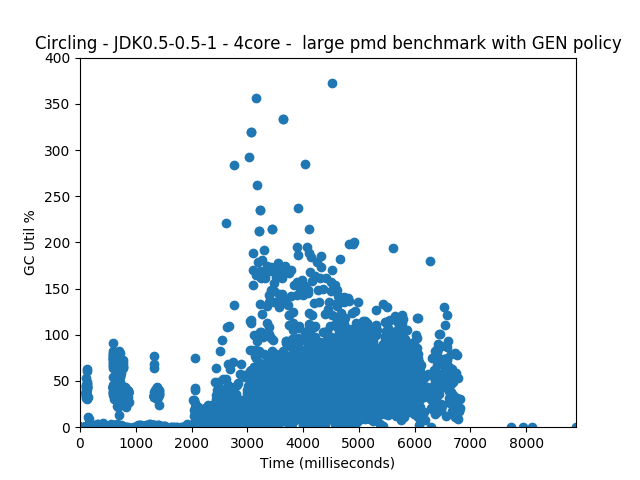 Circling - JDK0.5-0.5-1 - 4core -  large pmd benchmark with GEN policy
400
350
300
250
200
150
100
50
0
GC Util %
0 1000 2000 3000 4000 5000 6000 7000 8000
Time (milliseconds)